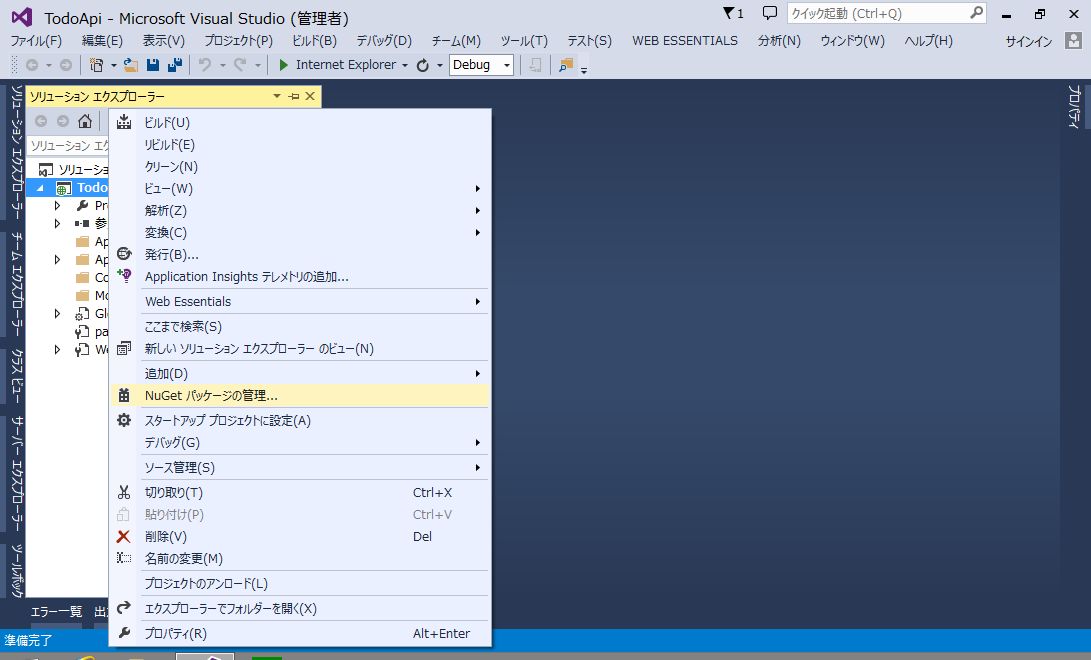 TodoApi - Microsoft Visual Studio (管理者)
1
クイック起動 (Ctrl+Q)
ファイル(F) 編集(E) 表示(V) プロジェクト(P) ビルド(B) デバッグ(D) チーム(M) ツール(T) テスト(S) WEB ESSENTIALS 分析(N) ウィンドウ(W) ヘルプ(H) サインイン
Internet Explorer Debug
ソリューション エクスプローラー
チーム エクスプローラー
クラス ビュー
サーバー エクスプローラー
ツールボックス
ソリューション エクスプローラー
ソリューション エク
ソリューショ
Todo
Pr
参
Ap
Ap
Co
Mo
Glo
pa
We
ビルド(U)
リビルド(E)
クリーン(N)
ビュー(W)
解析(Z)
変換(C)
発行(B)...
Application Insights テレメトリの追加...
Web Essentials
ここまで検索(S)
新しい ソリューション エクスプローラー のビュー(N)
追加(D)
NuGet パッケージの管理...
スタートアップ プロジェクトに設定(A)
デバッグ(G)
ソース管理(S)
切り取り(T) Ctrl+X
貼り付け(P) Ctrl+V
削除(V) Del
名前の変更(M)
プロジェクトのアンロード(L)
エクスプローラーでフォルダーを開く(X)
プロパティ(R) Alt+Enter
プロパティ
エラー一覧 出
準備完了